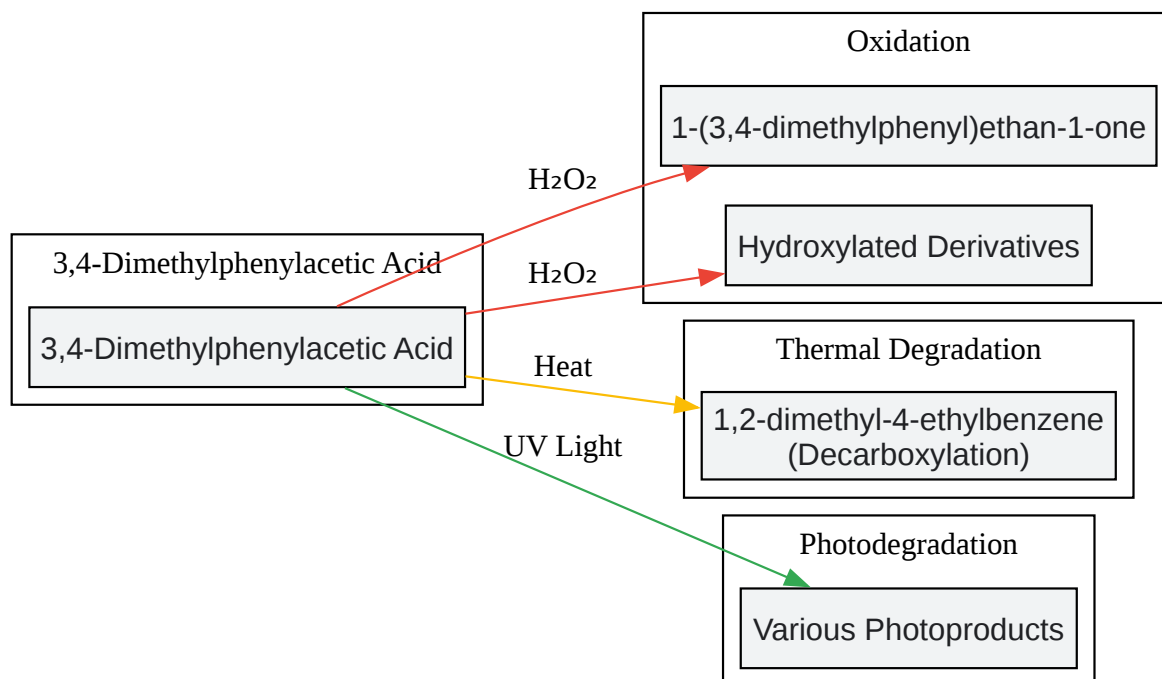 Oxidation
1-(3,4-dimethylphenyl)ethan-1-one
H₂O₂
Hydroxylated Derivatives
3,4-Dimethylphenylacetic Acid
H₂O₂
3,4-Dimethylphenylacetic Acid
Thermal Degradation
Heat
1,2-dimethyl-4-ethylbenzene
(Decarboxylation)
UV Light
Photodegradation
Various Photoproducts